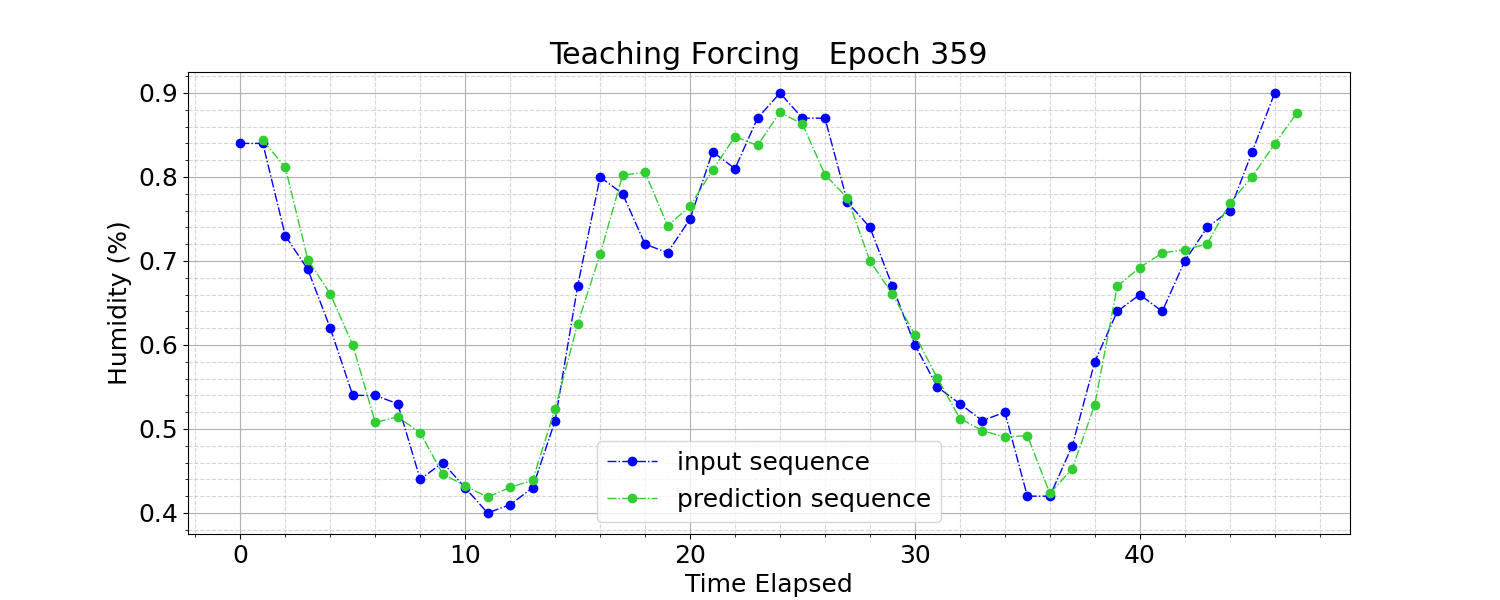 Teaching Forcing   Epoch 359
Humidity (%)
0.9
0.8
0.7
0.6
0.5
0.4
input sequence
prediction sequence
0 10 20 30 40
Time Elapsed